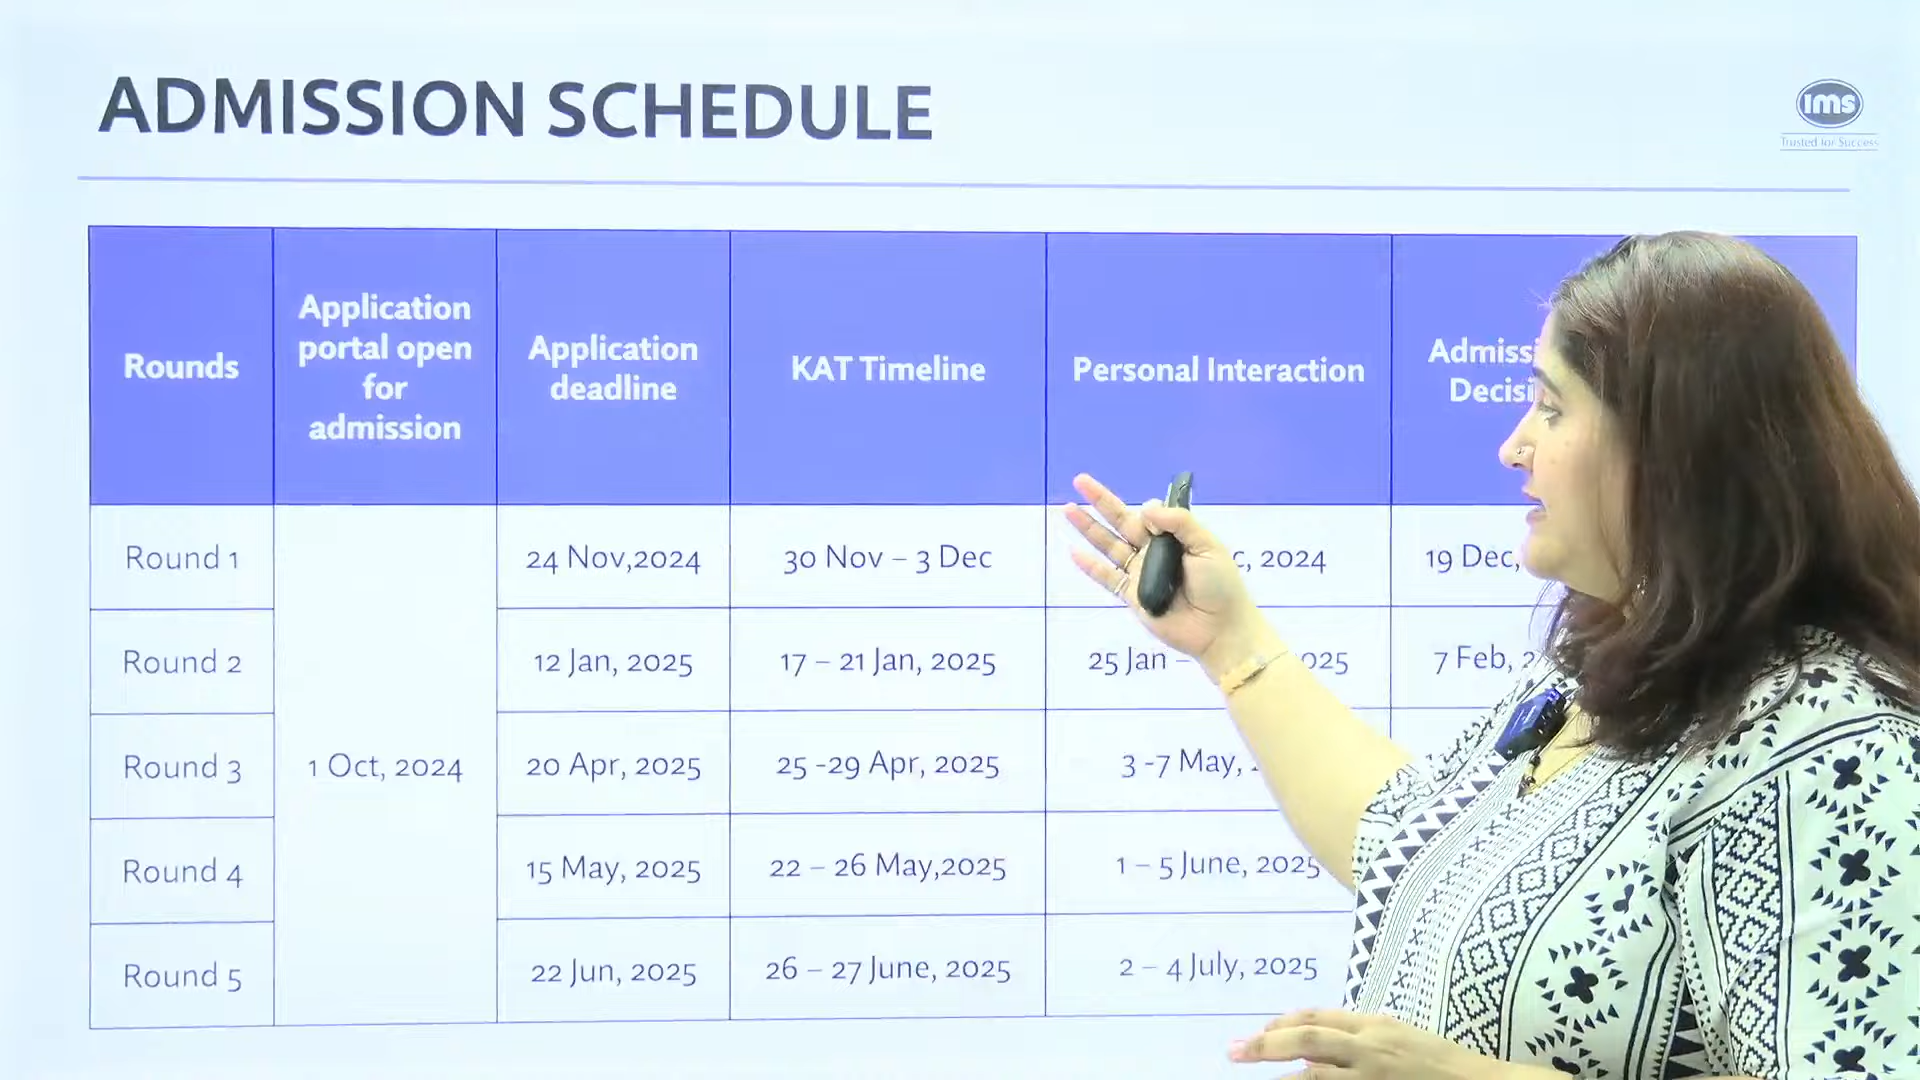 ADMISSION SCHEDULE
ims
Trusted for Success
Rounds
Application
portal open
for
admission
Application
deadline
KAT Timeline
Personal Interaction
Round 1
24 Nov,2024
30 Nov – 3 Dec
2024
19 Dec,
Round 2
12 Jan, 2025
17 – 21 Jan, 2025
25 Jan –
7 Feb,
Round 3
1 Oct, 2024
20 Apr, 2025
25 -29 Apr, 2025
3 -7 May,
Round 4
15 May, 2025
22 – 26 May,2025
1 – 5 June, 2025
Round 5
22 Jun, 2025
26 – 27 June, 2025
2 – 4 July, 2025